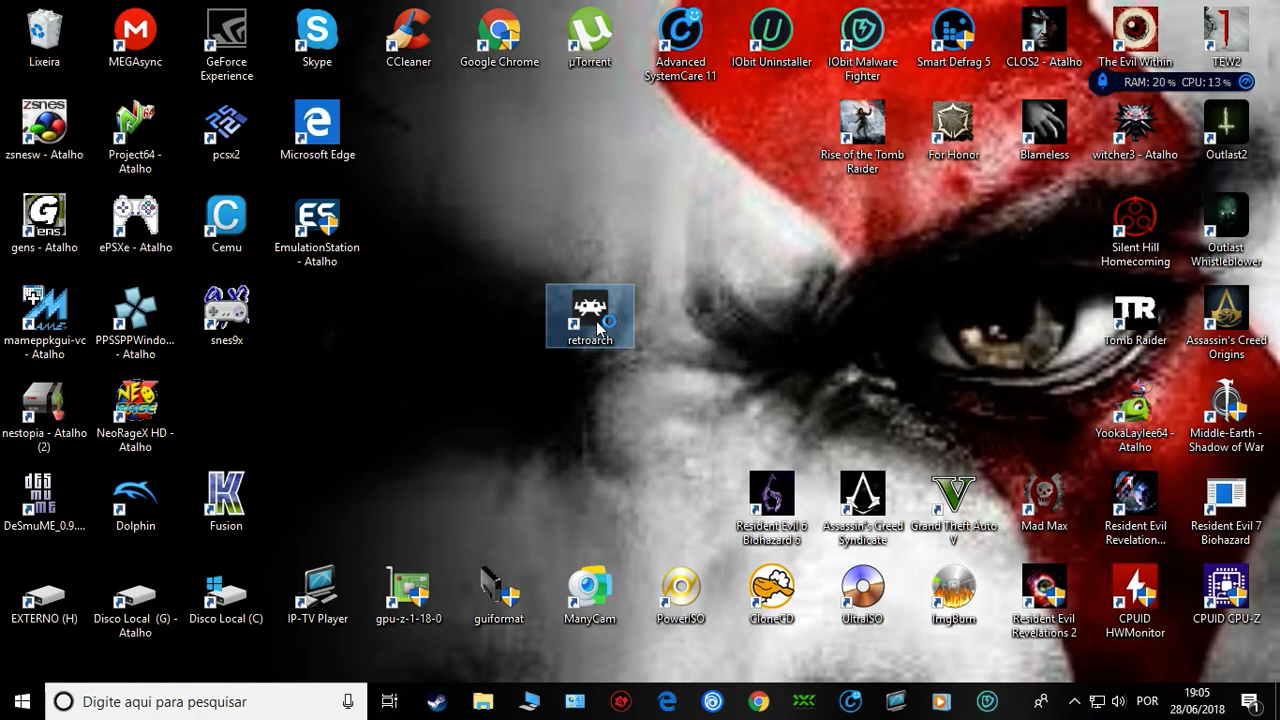 Lixeira
MEGAsync
GeForce
Experience
Skype
CCleaner
Google Chrome
µTorrent
Advanced
SystemCare 11
IObit Uninstaller
IObit Malware
Fighter
Smart Defrag 5
CLOS2 - Atalho
The Evil Within
TEW2
RAM: 20 % CPU: 13 %
zsnes
zsnesw - Atalho
Project64 -
Atalho
pcsx2
Microsoft Edge
Rise of the Tomb
Raider
For Honor
Blameless
witcher3 - Atalho
Outlast2
Gens
gens - Atalho
ePSXe - Atalho
Cemu
ES
EmulationStation
- Atalho
Silent Hill
Homecoming
Outlast
Whistleblower
MAME
mameppkgui-vc
- Atalho
PPSSPPWindo...
- Atalho
snes9x
retroarch
TR
Tomb Raider
Assassin's Creed
Origins
nestopia - Atalho
(2)
NEO
RAGE
NeoRageX HD -
Atalho
YookaLaylee64 -
Atalho
Middle-Earth -
Shadow of War
DeSmuME_0.9....
Dolphin
Fusion
Resident Evil 6
Biohazard 6
Assassin's Creed
Syndicate
Grand Theft Auto
V
Mad Max
Resident Evil
Revelation...
Resident Evil 7
Biohazard
EXTERNO (H)
Disco Local (G) -
Atalho
Disco Local (C)
IP-TV Player
gpu-z-1-18-0
guiformat
ManyCam
PowerISO
CloneCD
UltraISO
ImgBurn
Resident Evil
Revelations 2
CPUID
HWMonitor
CPUID CPU-Z
Digite aqui para pesquisar
POR
19:05
28/06/2018